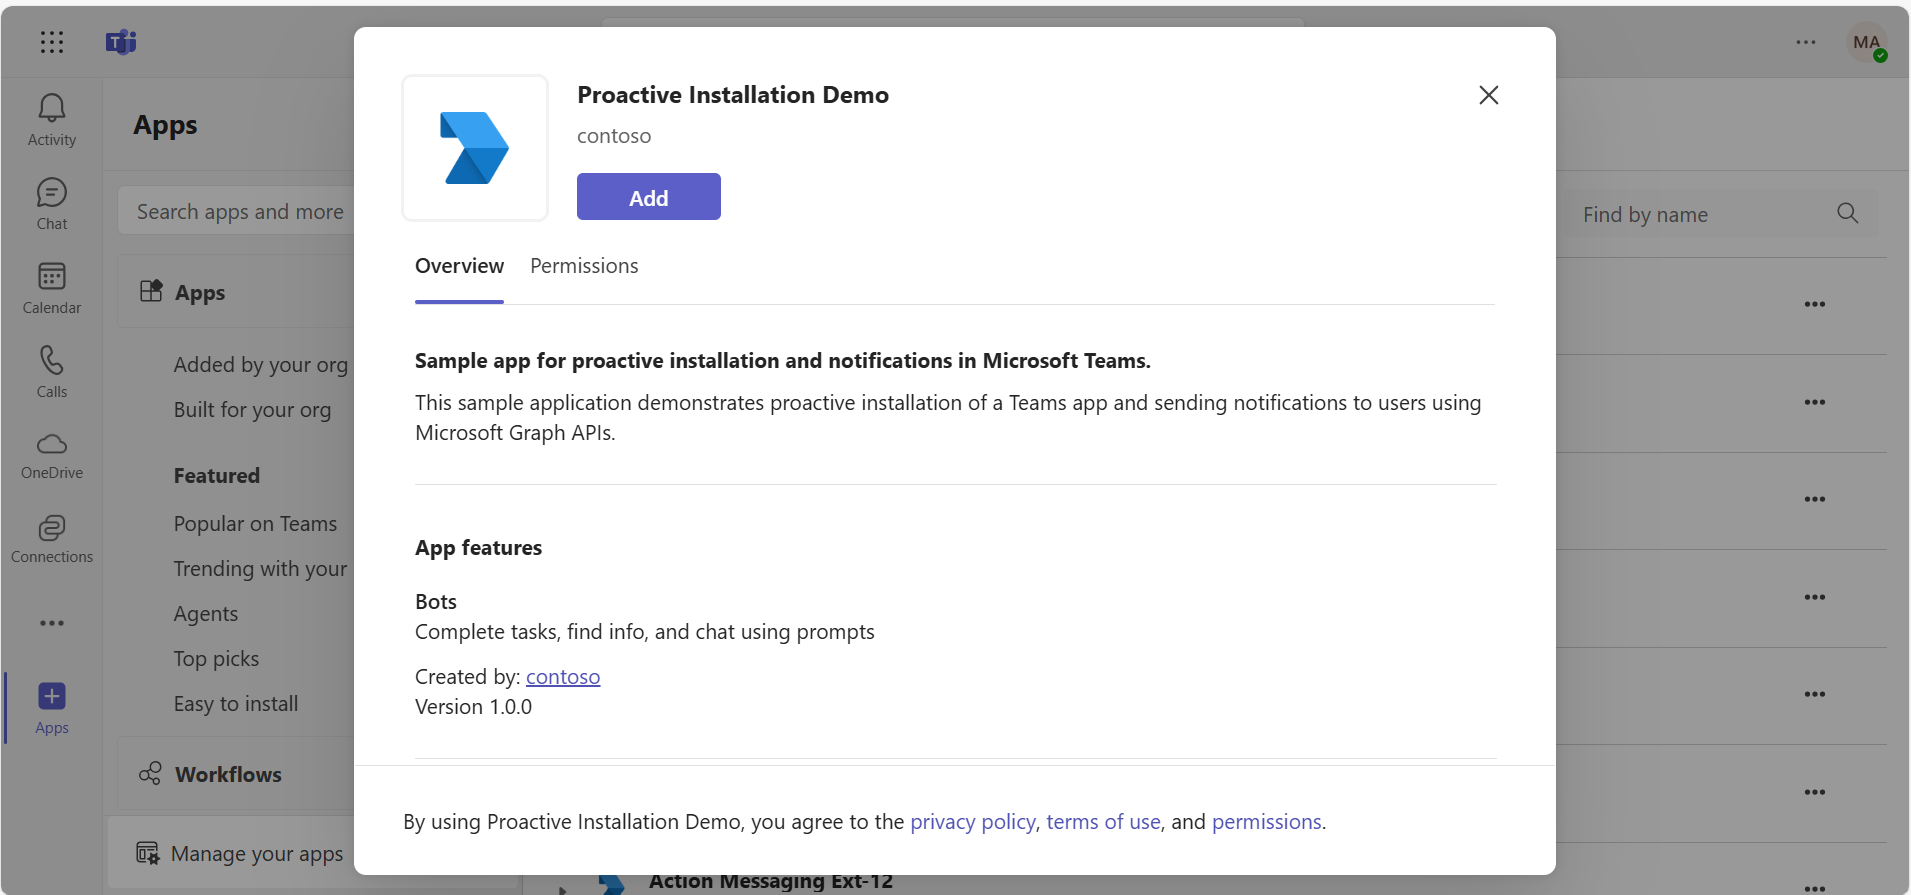 MA
Activity
Chat
Calendar
Calls
OneDrive
Connections
Apps
Apps
Search apps and more
Apps
Added by your org
Built for your org
Featured
Popular on Teams
Trending with your
Agents
Top picks
Easy to install
Workflows
Manage your apps
Find by name
Proactive Installation Demo
contoso
Add
Overview Permissions
Sample app for proactive installation and notifications in Microsoft Teams.
This sample application demonstrates proactive installation of a Teams app and sending notifications to users using
Microsoft Graph APIs.
App features
Bots
Complete tasks, find info, and chat using prompts
Created by: contoso
Version 1.0.0
By using Proactive Installation Demo, you agree to the privacy policy, terms of use, and permissions.
Action Messaging Ext-12